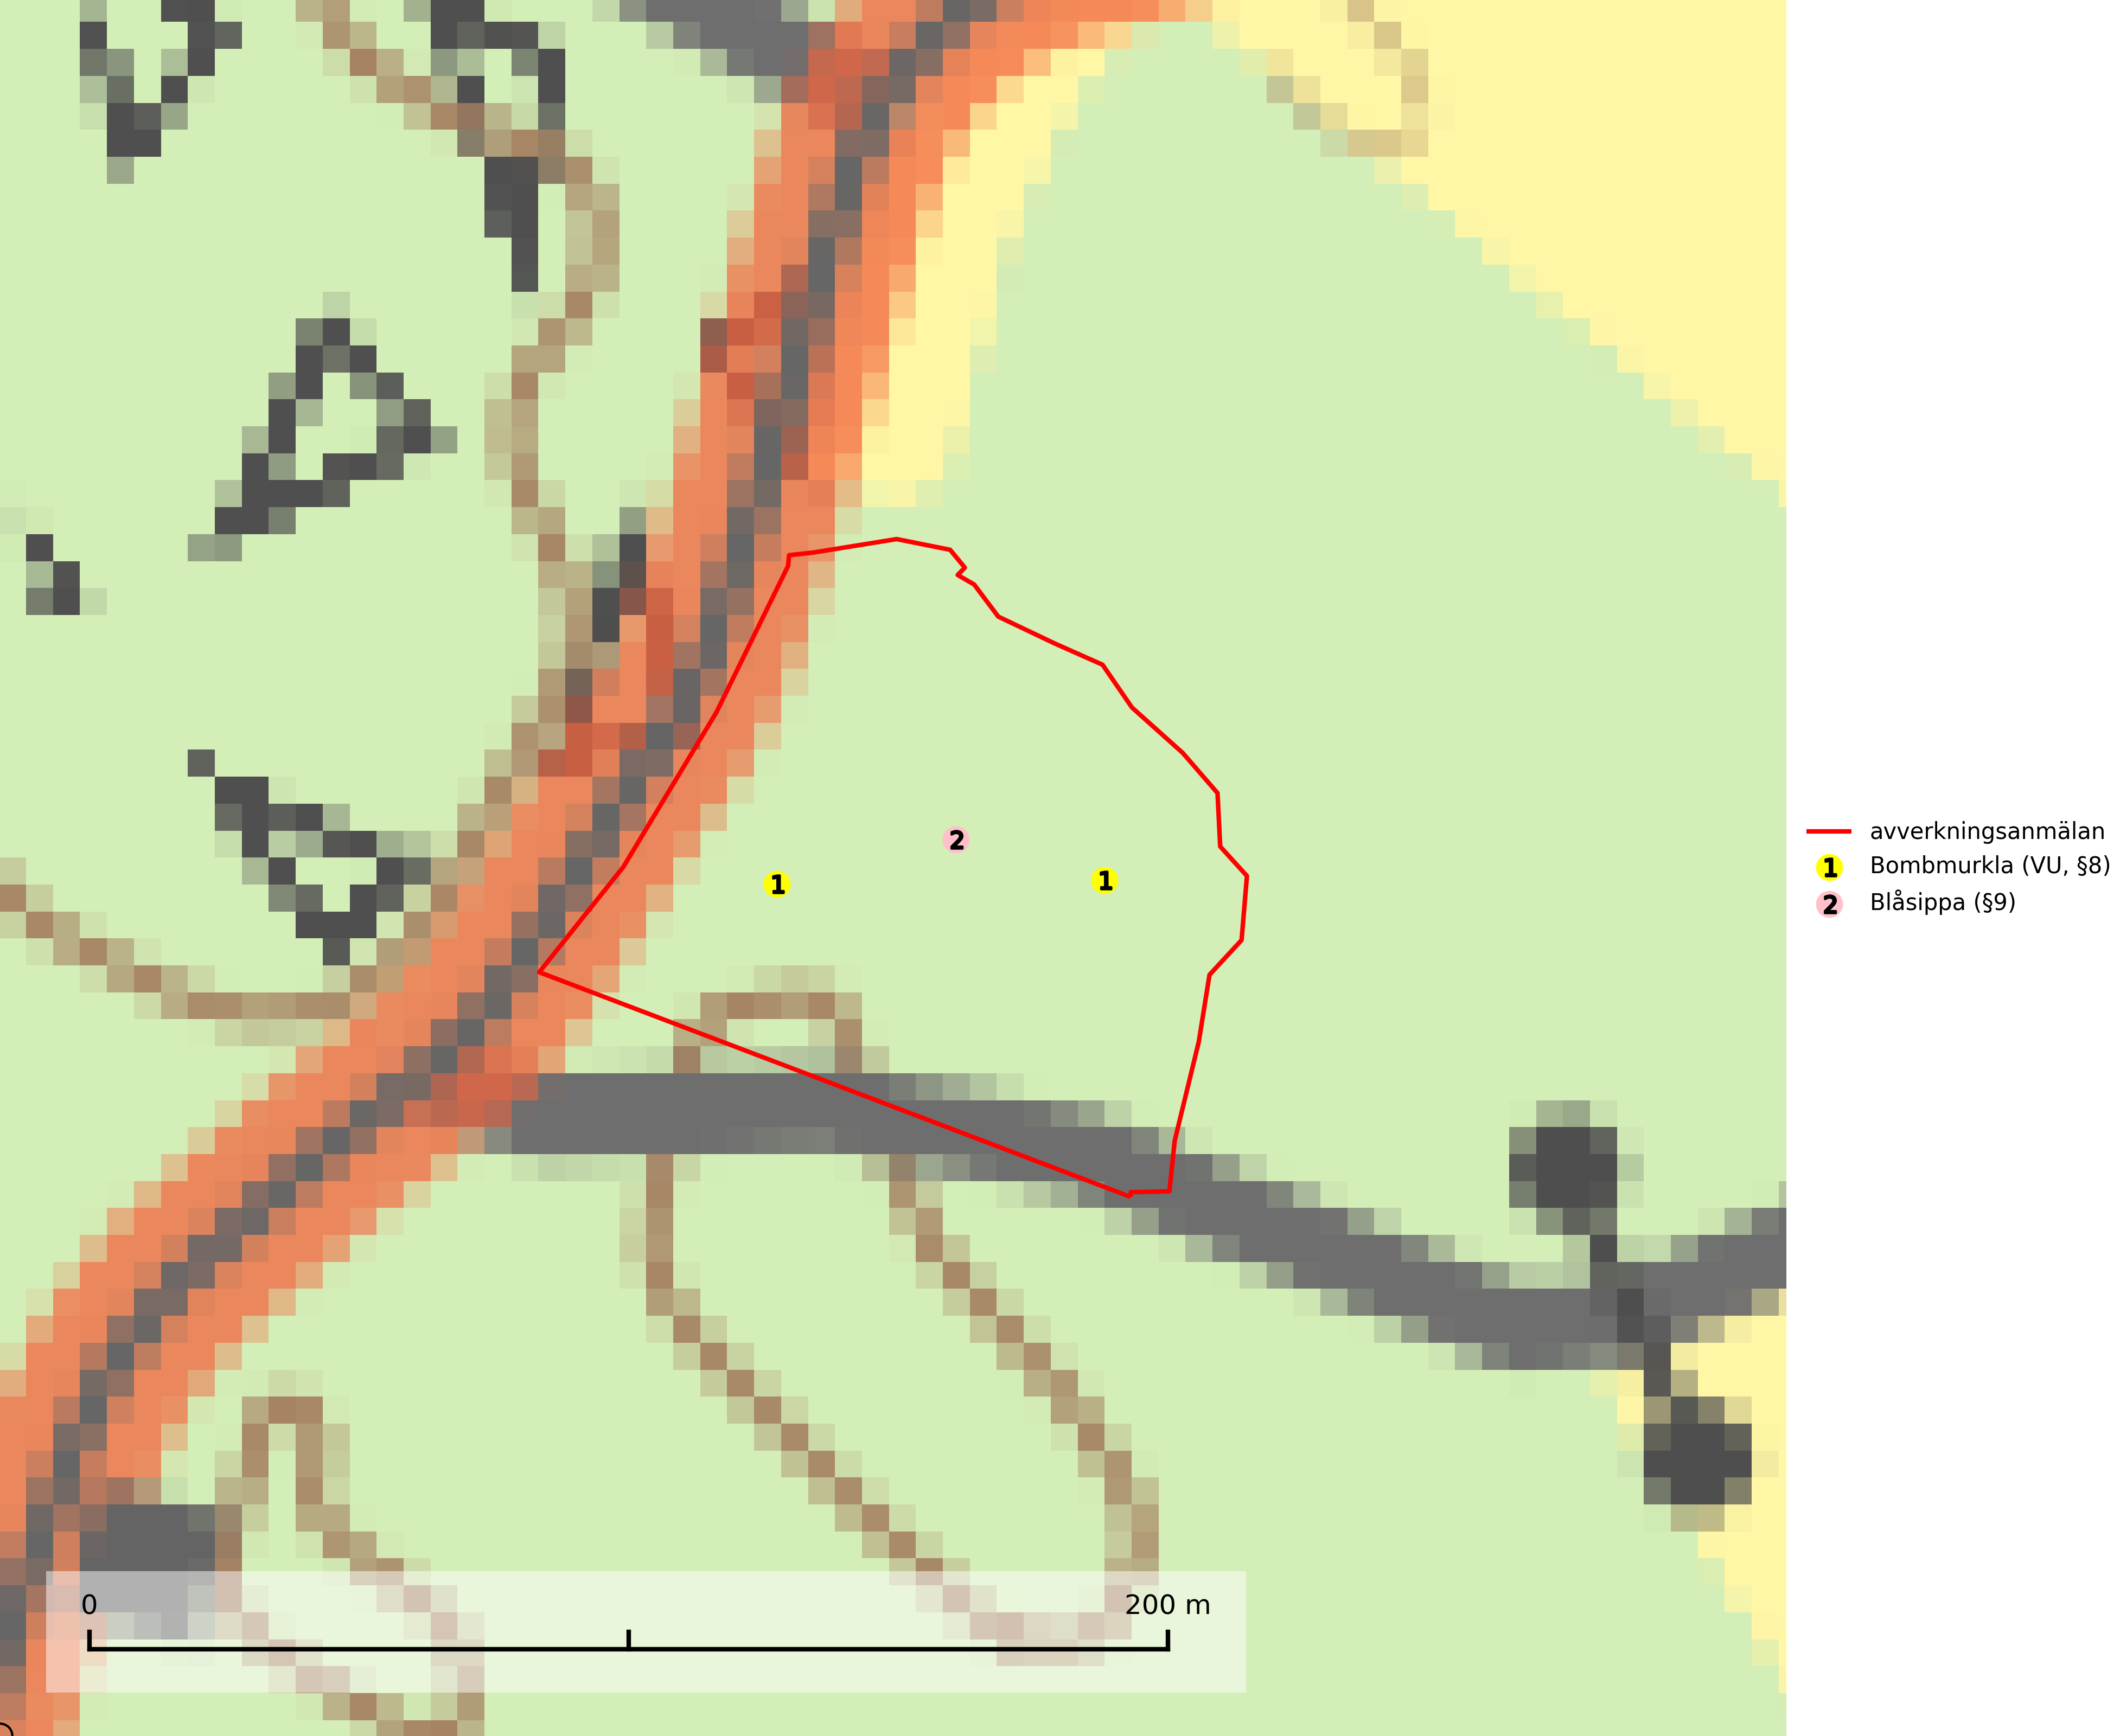 2
1
1
avverkningsanmälan
1 Bombmurkla (VU, §8)
2 Blåsippa (§9)
0 200 m